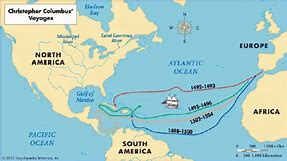 Christopher Columbus'
Voyages
Hudson
Bay
NORTH
AMERICA
Mississippi
River
Saint Lawrence
River
ATLANTIC
OCEAN
EUROPE
Gulf of
Mexico
1492-1493
1493-1496
1502-1504
1498-1500
AFRICA
PACIFIC
OCEAN
SOUTH
AMERICA